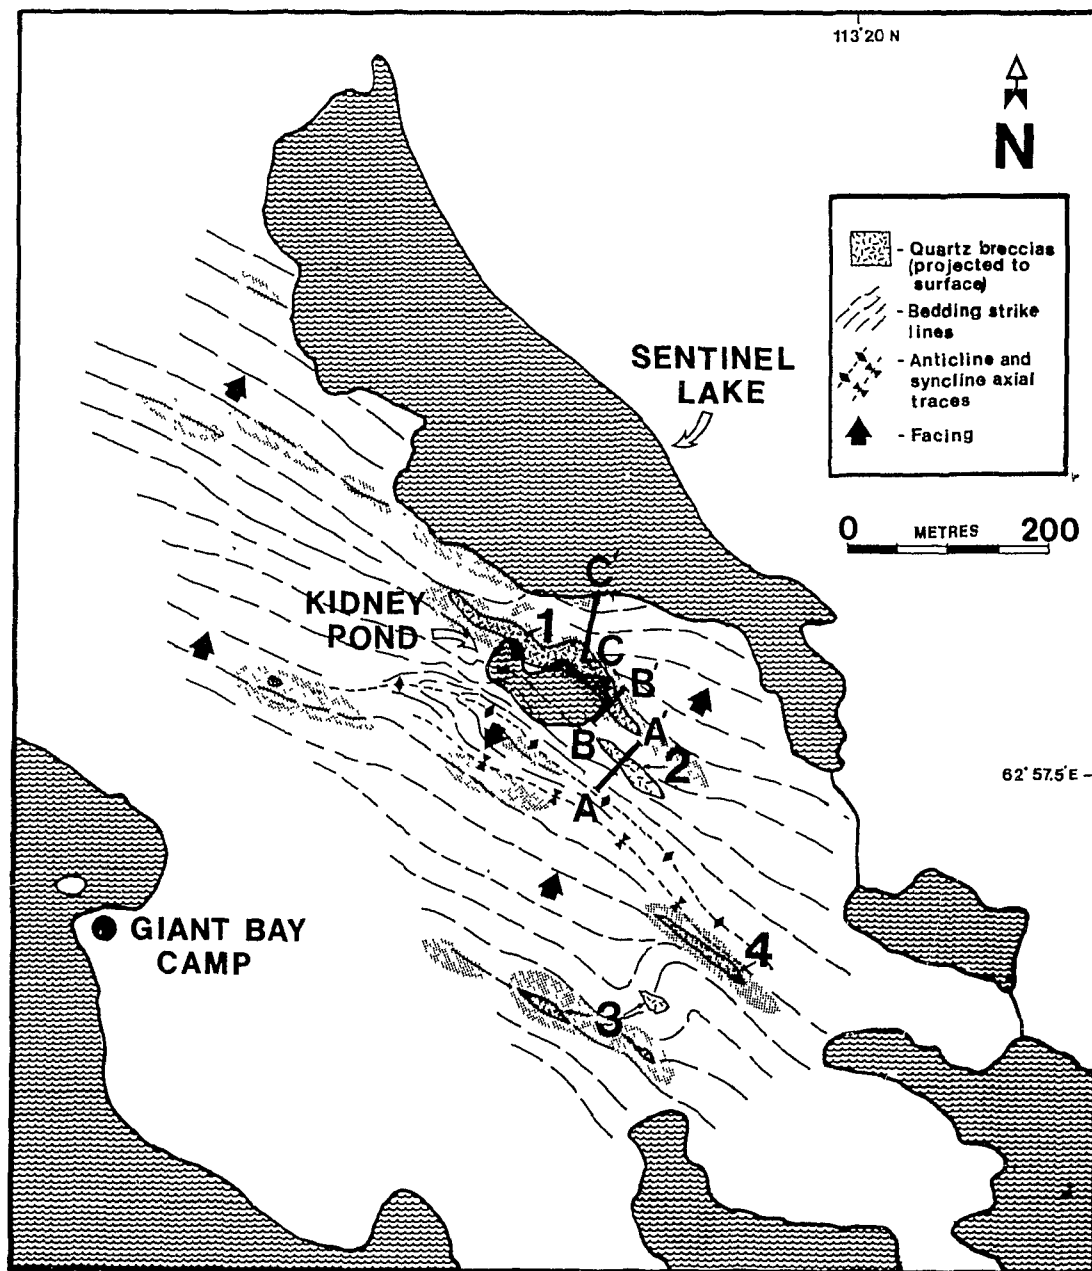 113°20 N
N
- Quartz breccias
(projected to
surface)
- Bedding strike
lines
- Anticline and
syncline axial
traces
- Facing
SENTINEL
LAKE
0 METRES 200
C'
KIDNEY
POND
1
C
B'
A'
B
2
62° 57.5'E
A
GIANT BAY
CAMP
4
3